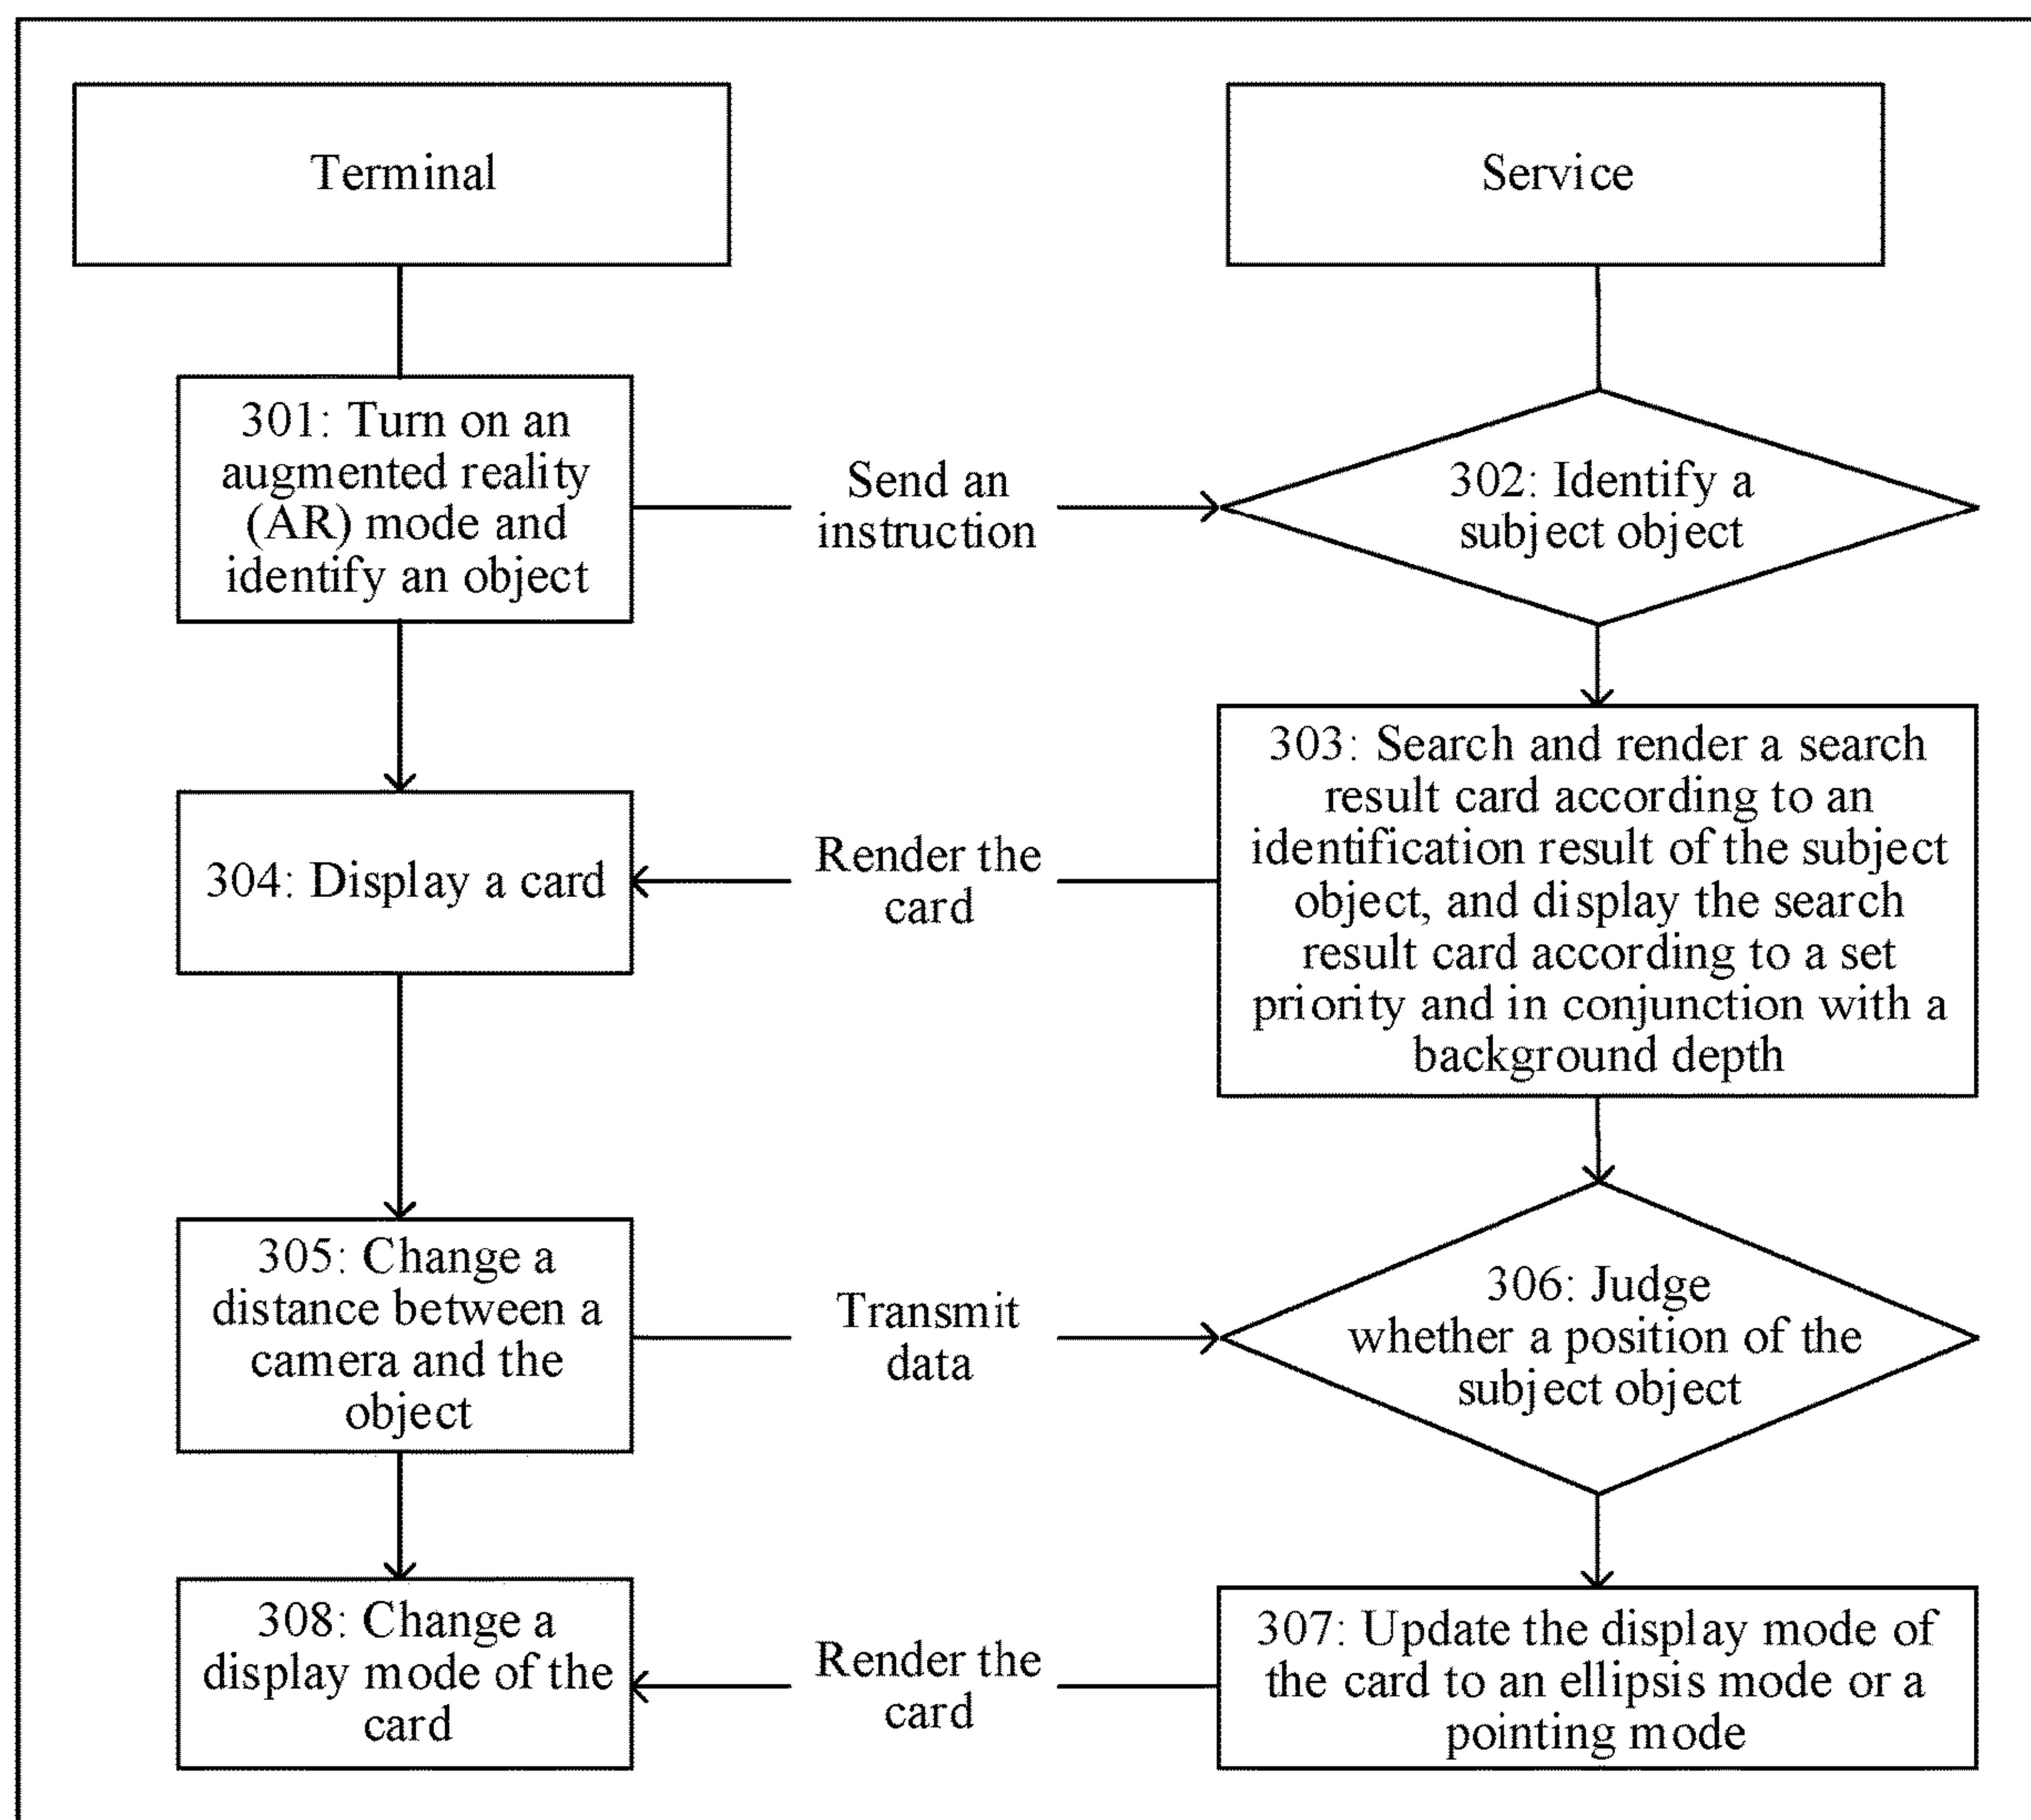 Terminal
Service
301: Turn on an
augmented reality
(AR) mode and
identify an object
Send an
instruction
302: Identify a
subject object
303: Search and render a search
result card according to an
identification result of the subject
object, and display the search
result card according to a set
priority and in conjunction with a
background depth
Render the
card
304: Display a card
305: Change a
distance between a
camera and the
object
Transmit
data
306: Judge
whether a position of the
subject object
307: Update the display mode of
the card to an ellipsis mode or a
pointing mode
Render the
card
308: Change a
display mode of the
card